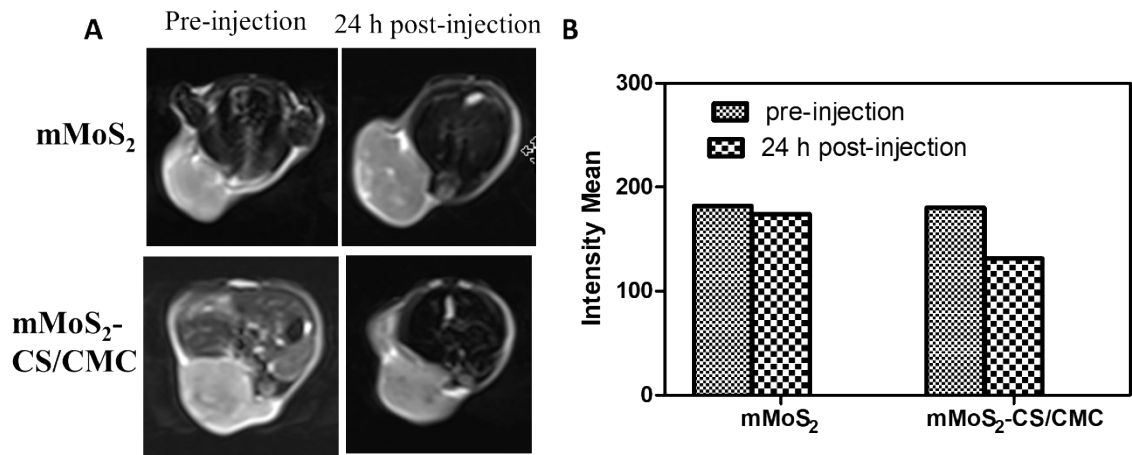 A
Pre-injection
24 h post-injection
mMoS₂
mMoS₂-
CS/CMC
B
300
200
100
0
Intensity Mean
pre-injection
24 h post-injection
mMoS₂
mMoS₂-CS/CMC